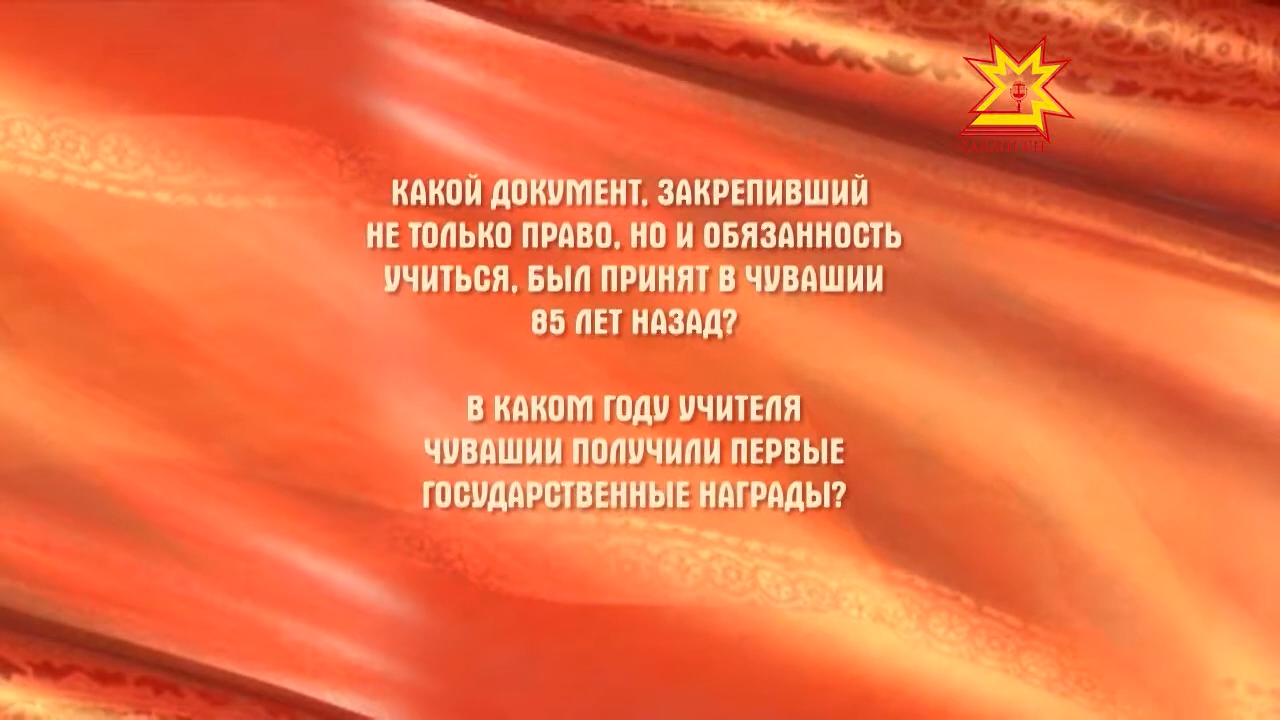 КАКОЙ ДОКУМЕНТ, ЗАКРЕПИВШИЙ
НЕ ТОЛЬКО ПРАВО, НО И ОБЯЗАННОСТЬ
УЧИТЬСЯ, БЫЛ ПРИНЯТ В ЧУВАШИИ
85 ЛЕТ НАЗАД?
В КАКОМ ГОДУ УЧИТЕЛЯ
ЧУВАШИИ ПОЛУЧИЛИ ПЕРВЫЕ
ГОСУДАРСТВЕННЫЕ НАГРАДЫ?